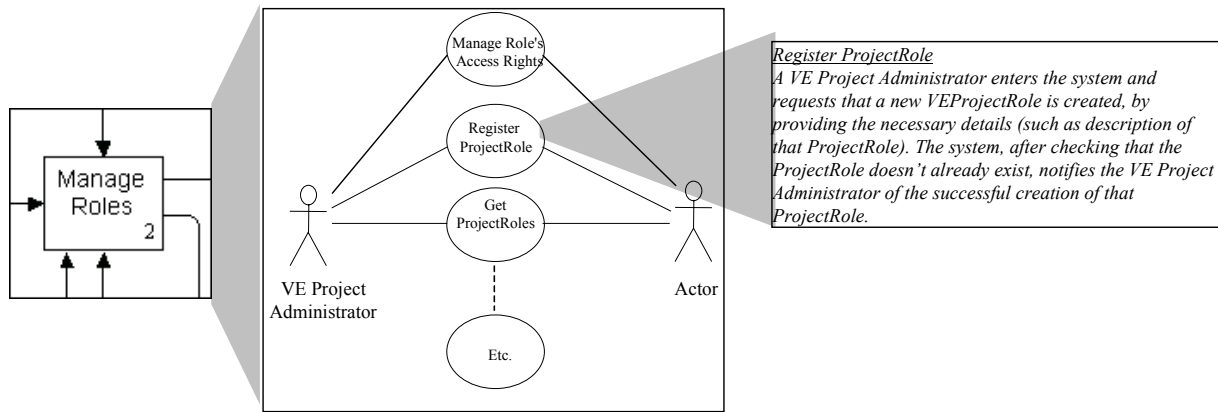 Manage
Roles
2
Manage Role's
Access Rights
Register
ProjectRole
Get
ProjectRoles
VE Project
Administrator
Actor
Etc.
Register ProjectRole
A VE Project Administrator enters the system and
requests that a new VEProjectRole is created, by
providing the necessary details (such as description of
that ProjectRole). The system, after checking that the
ProjectRole doesn’t already exist, notifies the VE Project
Administrator of the successful creation of that
ProjectRole.